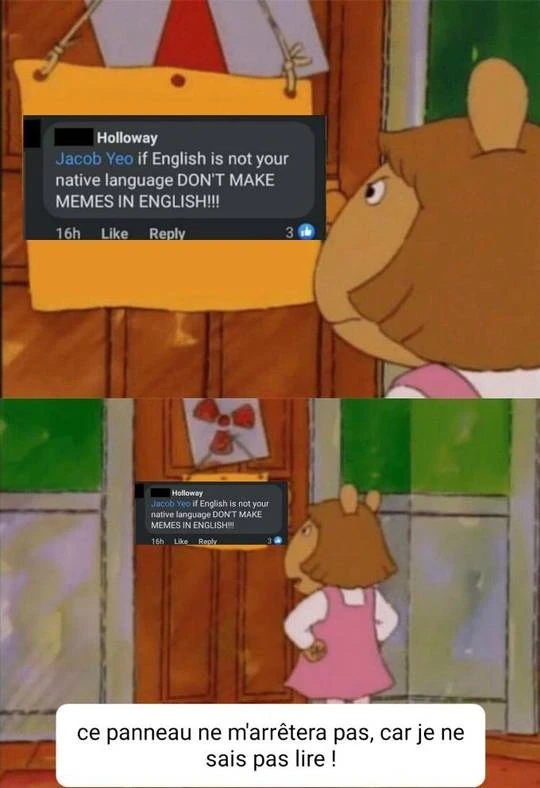 Holloway
Jacob Yeo if English is not your
native language DON'T MAKE
MEMES IN ENGLISH!!!
16h Like Reply 3
Holloway
Jacob Yeo if English is not your
native language DON'T MAKE
MEMES IN ENGLISH!!!
16h Like Reply 3
ce panneau ne m'arrêtera pas, car je ne
sais pas lire !